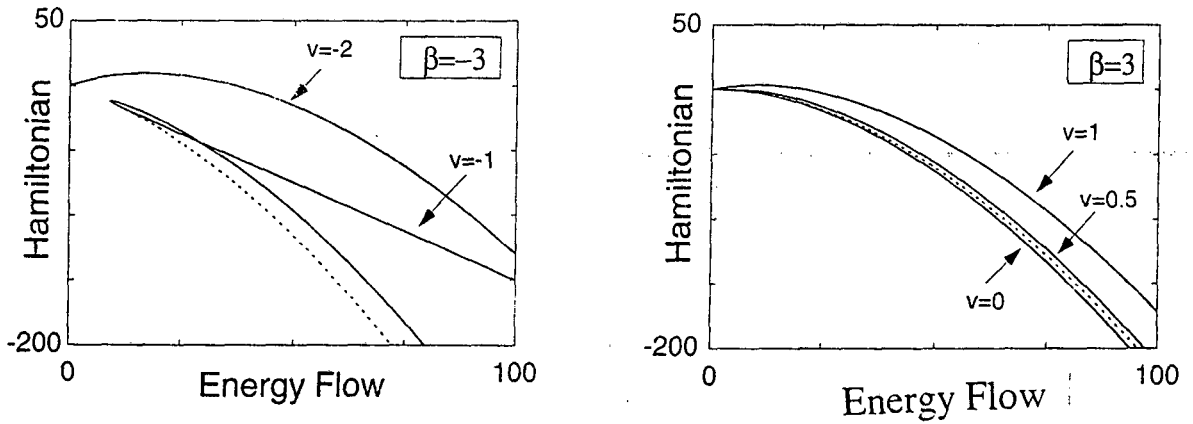 50
β=-3
v=-2
v=-1
Hamiltonian
-200
0
100
Energy Flow
50
β=3
v=1
v=0.5
v=0
Hamiltonian
-200
0
100
Energy Flow